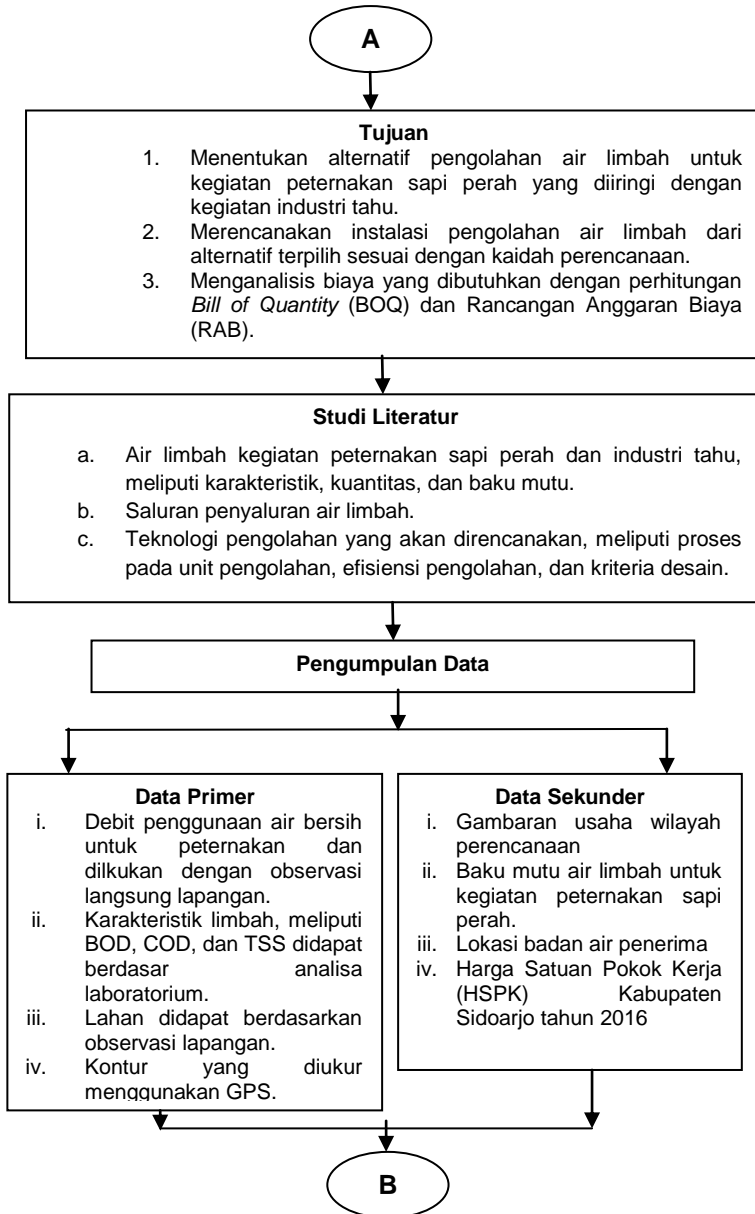 A
Tujuan
1. Menentukan alternatif pengolahan air limbah untuk
kegiatan peternakan sapi perah yang diiringi dengan
kegiatan industri tahu.
2. Merencanakan instalasi pengolahan air limbah dari
alternatif terpilih sesuai dengan kaidah perencanaan.
3. Menganalisis biaya yang dibutuhkan dengan perhitungan
Bill of Quantity (BOQ) dan Rancangan Anggaran Biaya
(RAB).
Studi Literatur
a. Air limbah kegiatan peternakan sapi perah dan industri tahu,
meliputi karakteristik, kuantitas, dan baku mutu.
b. Saluran penyaluran air limbah.
c. Teknologi pengolahan yang akan direncanakan, meliputi proses
pada unit pengolahan, efisiensi pengolahan, dan kriteria desain.
Pengumpulan Data
Data Primer
i. Debit penggunaan air bersih
untuk peternakan dan
dilkukan dengan observasi
langsung lapangan.
ii. Karakteristik limbah, meliputi
BOD, COD, dan TSS didapat
berdasar analisa
laboratorium.
iii. Lahan didapat berdasarkan
observasi lapangan.
iv. Kontur yang diukur
menggunakan GPS.
Data Sekunder
i. Gambaran usaha wilayah
perencanaan
ii. Baku mutu air limbah untuk
kegiatan peternakan sapi
perah.
iii. Lokasi badan air penerima
iv. Harga Satuan Pokok Kerja
(HSPK) Kabupaten
Sidoarjo tahun 2016
B